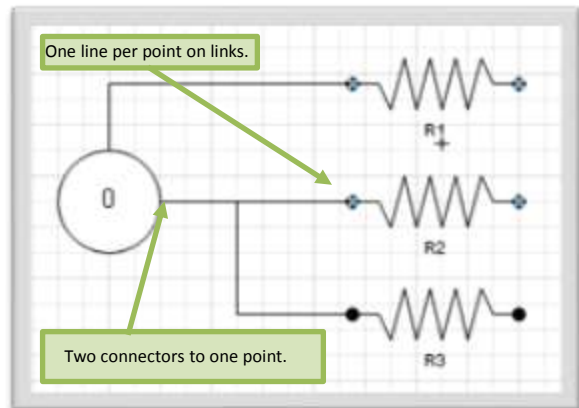 One line per point on links.
R1
0
R2
Two connectors to one point.
R3